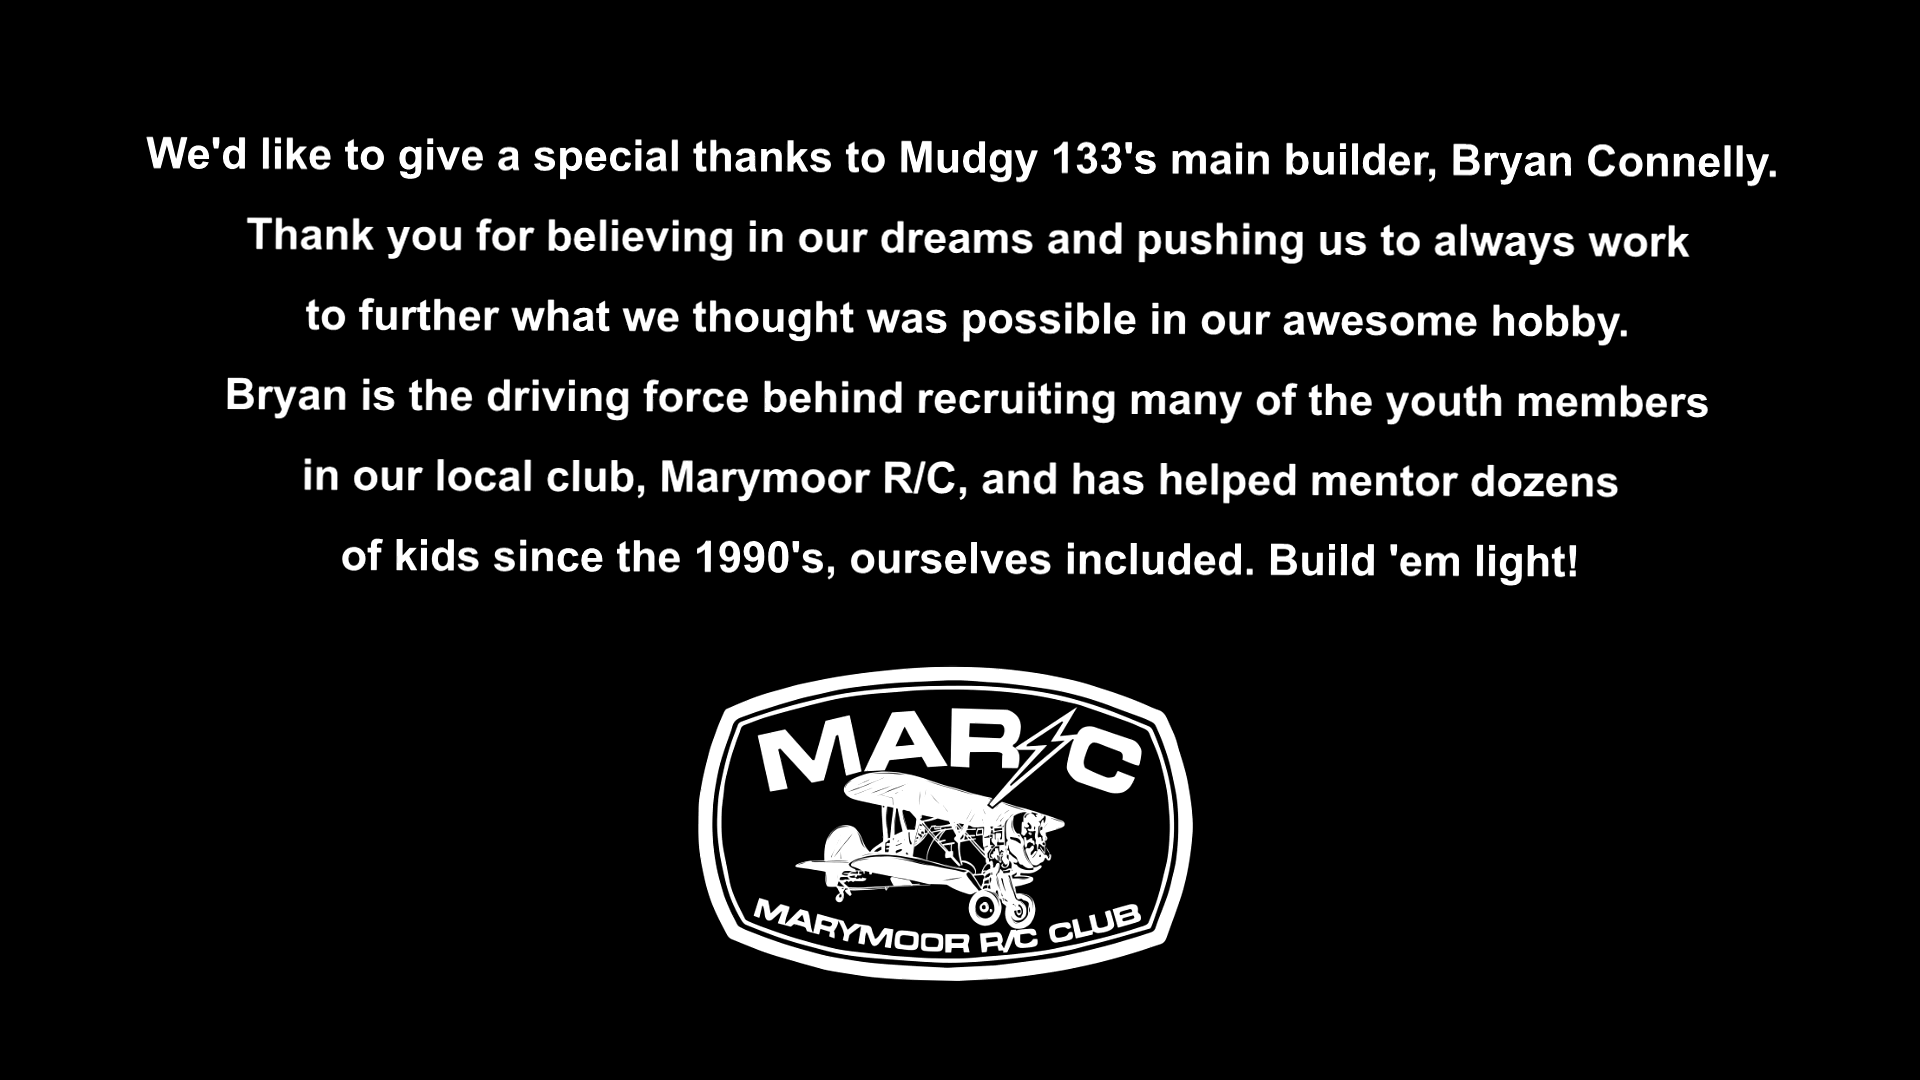 We'd like to give a special thanks to Mudgy 133's main builder, Bryan Connelly.
Thank you for believing in our dreams and pushing us to always work
to further what we thought was possible in our awesome hobby.
Bryan is the driving force behind recruiting many of the youth members
in our local club, Marymoor R/C, and has helped mentor dozens
of kids since the 1990's, ourselves included. Build 'em light!
MAR/C
MARYMOOR R/C CLUB